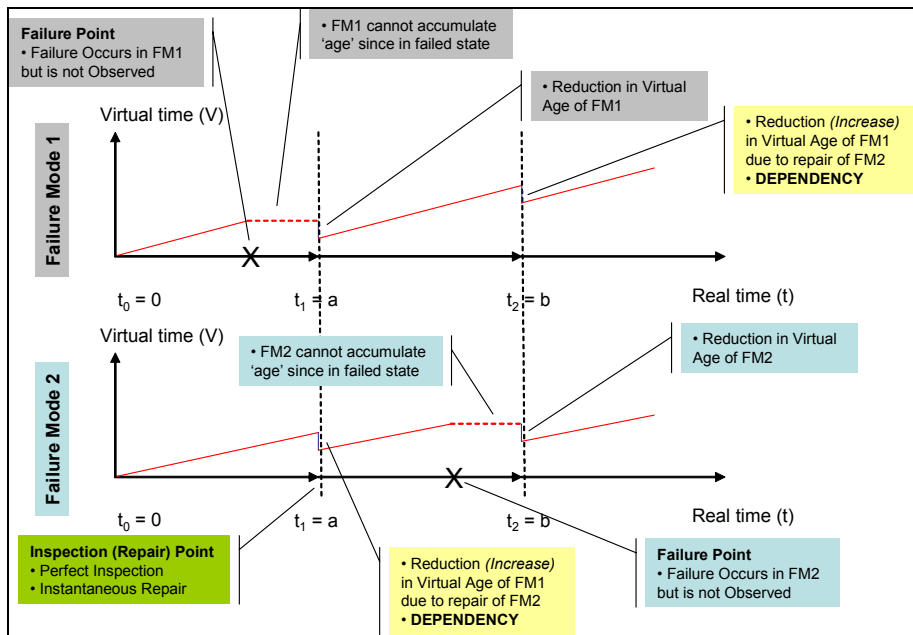 Failure Point
• Failure Occurs in FM1
but is not Observed
• FM1 cannot accumulate
‘age’ since in failed state
• Reduction in Virtual
Age of FM1
• Reduction (Increase)
in Virtual Age of FM1
due to repair of FM2
• DEPENDENCY
Virtual time (V)
Failure Mode 1
X
t0 = 0
t1 = a
t2 = b
Real time (t)
Virtual time (V)
• FM2 cannot accumulate
‘age’ since in failed state
• Reduction in Virtual
Age of FM2
Failure Mode 2
X
t0 = 0
t1 = a
t2 = b
Real time (t)
Inspection (Repair) Point
• Perfect Inspection
• Instantaneous Repair
• Reduction (Increase)
in Virtual Age of FM1
due to repair of FM2
• DEPENDENCY
Failure Point
• Failure Occurs in FM2
but is not Observed